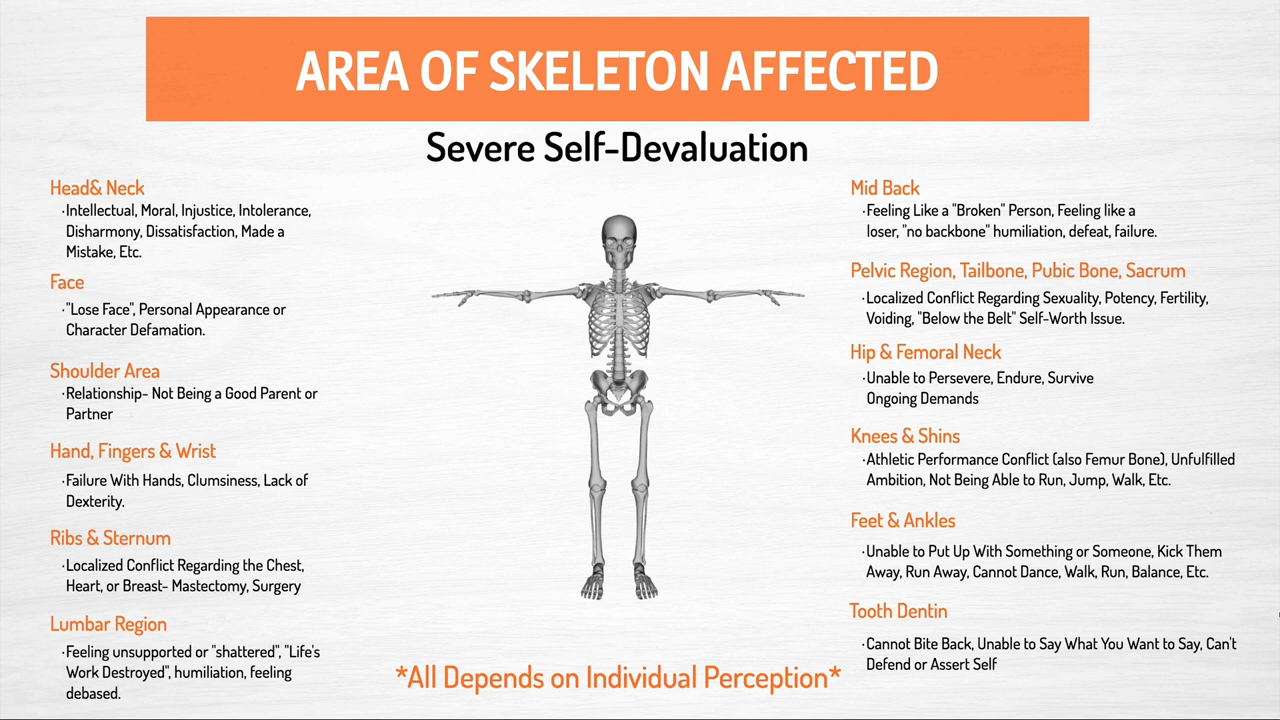 AREA OF SKELETON AFFECTED
Severe Self-Devaluation
Head& Neck
·Intellectual, Moral, Injustice, Intolerance,
Disharmony, Dissatisfaction, Made a
Mistake, Etc.
Face
·"Lose Face", Personal Appearance or
Character Defamation.
Shoulder Area
·Relationship- Not Being a Good Parent or
Partner
Hand, Fingers & Wrist
·Failure With Hands, Clumsiness, Lack of
Dexterity.
Ribs & Sternum
·Localized Conflict Regarding the Chest,
Heart, or Breast- Mastectomy, Surgery
Lumbar Region
·Feeling unsupported or "shattered", "Life's
Work Destroyed", humiliation, feeling
debased.
Mid Back
·Feeling Like a "Broken" Person, Feeling like a
loser, "no backbone" humiliation, defeat, failure.
Pelvic Region, Tailbone, Pubic Bone, Sacrum
·Localized Conflict Regarding Sexuality, Potency, Fertility,
Voiding, "Below the Belt" Self-Worth Issue.
Hip & Femoral Neck
·Unable to Persevere, Endure, Survive
Ongoing Demands
Knees & Shins
·Athletic Performance Conflict (also Femur Bone), Unfulfilled
Ambition, Not Being Able to Run, Jump, Walk, Etc.
Feet & Ankles
·Unable to Put Up With Something or Someone, Kick Them
Away, Run Away, Cannot Dance, Walk, Run, Balance, Etc.
Tooth Dentin
·Cannot Bite Back, Unable to Say What You Want to Say, Can't
Defend or Assert Self
*All Depends on Individual Perception*